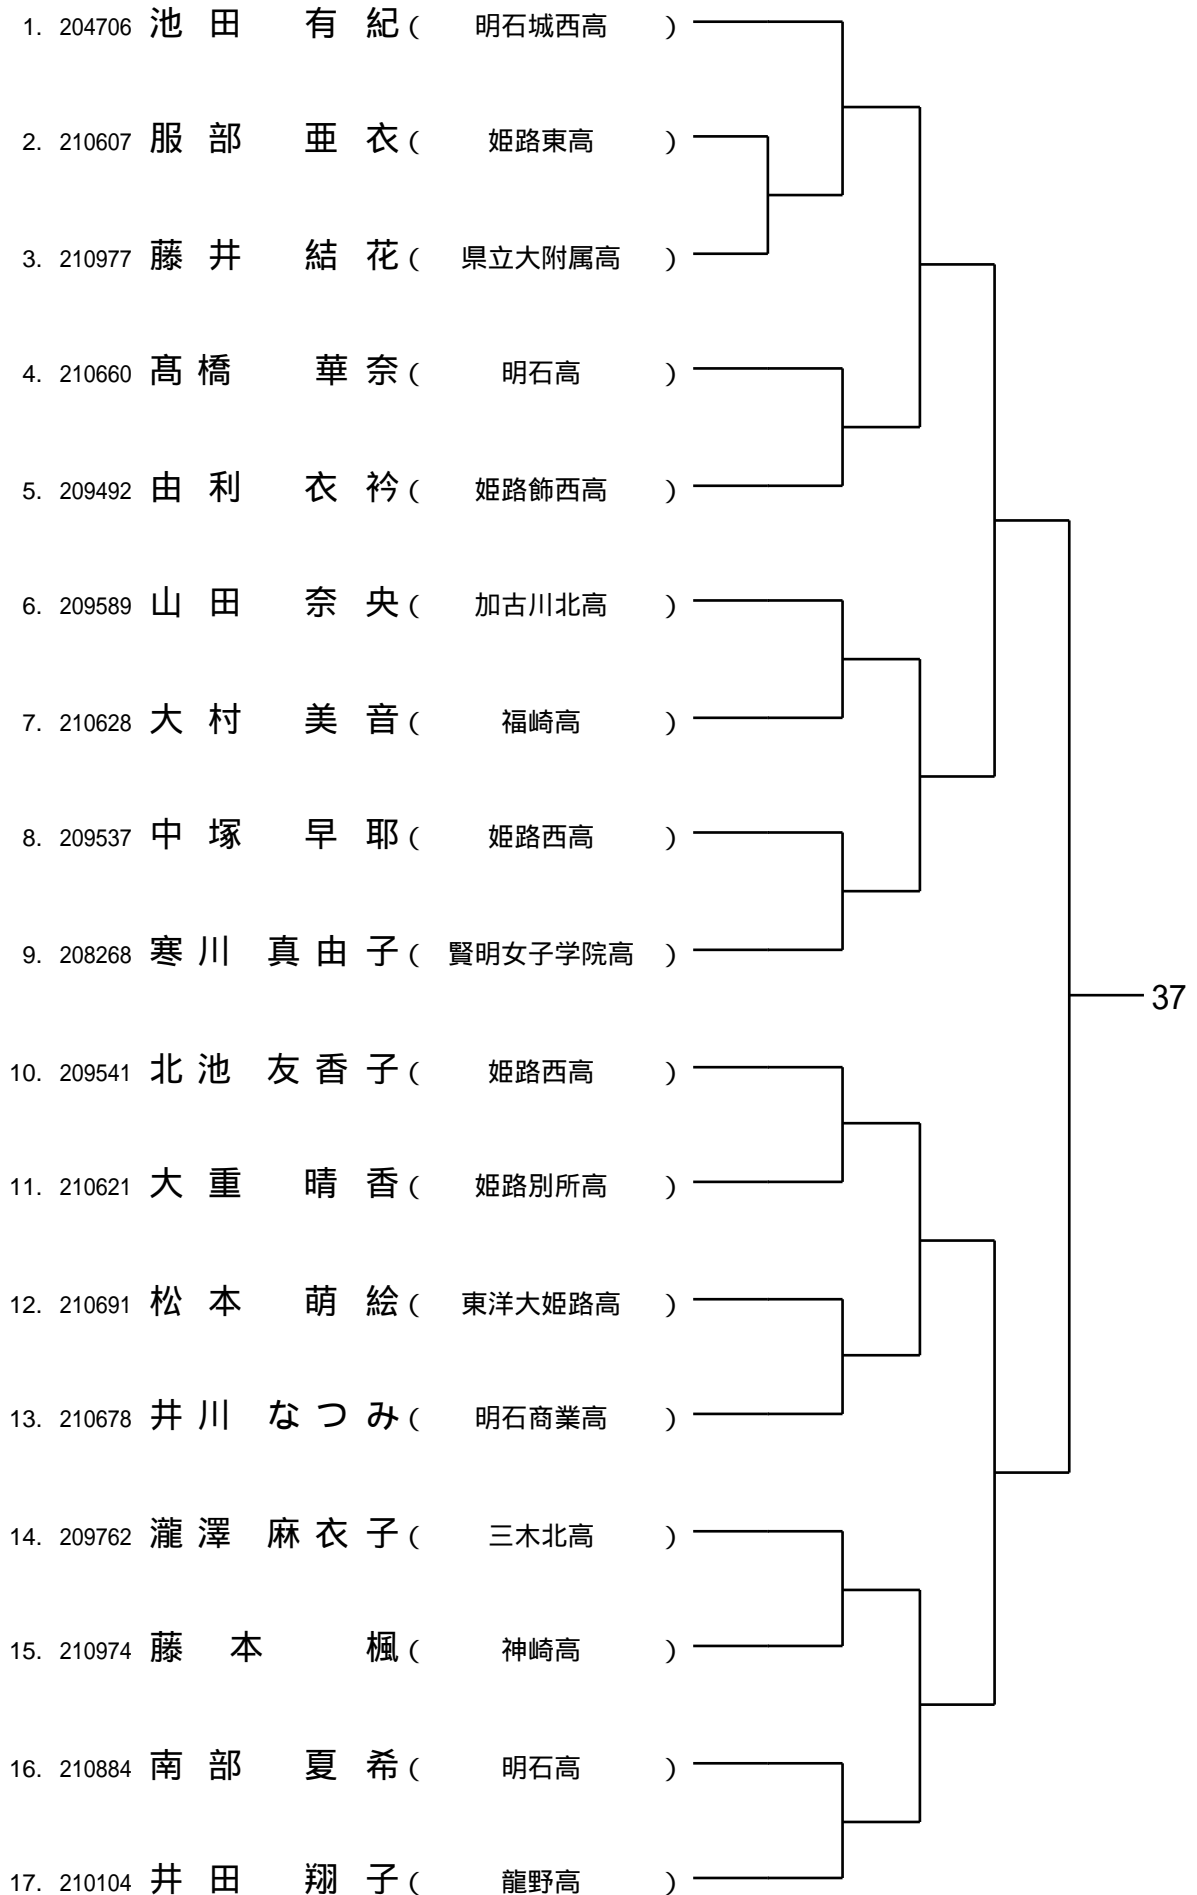 1. 204706 池田 有紀 ( 明石城西高 )
2. 210607 服部 亜衣 ( 姫路東高 )
3. 210977 藤井 結花 ( 県立大附属高 )
4. 210660 髙橋 華奈 ( 明石高 )
5. 209492 由利 衣衿 ( 姫路飾西高 )
6. 209589 山田 奈央 ( 加古川北高 )
7. 210628 大村 美音 ( 福崎高 )
8. 209537 中塚 早耶 ( 姫路西高 )
9. 208268 寒川 真由子 ( 賢明女子学院高 )
37
10. 209541 北池 友香子 ( 姫路西高 )
11. 210621 大重 晴香 ( 姫路別所高 )
12. 210691 松本 萌絵 ( 東洋大姫路高 )
13. 210678 井川 なつみ ( 明石商業高 )
14. 209762 瀧澤 麻衣子 ( 三木北高 )
15. 210974 藤本 楓 ( 神崎高 )
16. 210884 南部 夏希 ( 明石高 )
17. 210104 井田 翔子 ( 龍野高 )